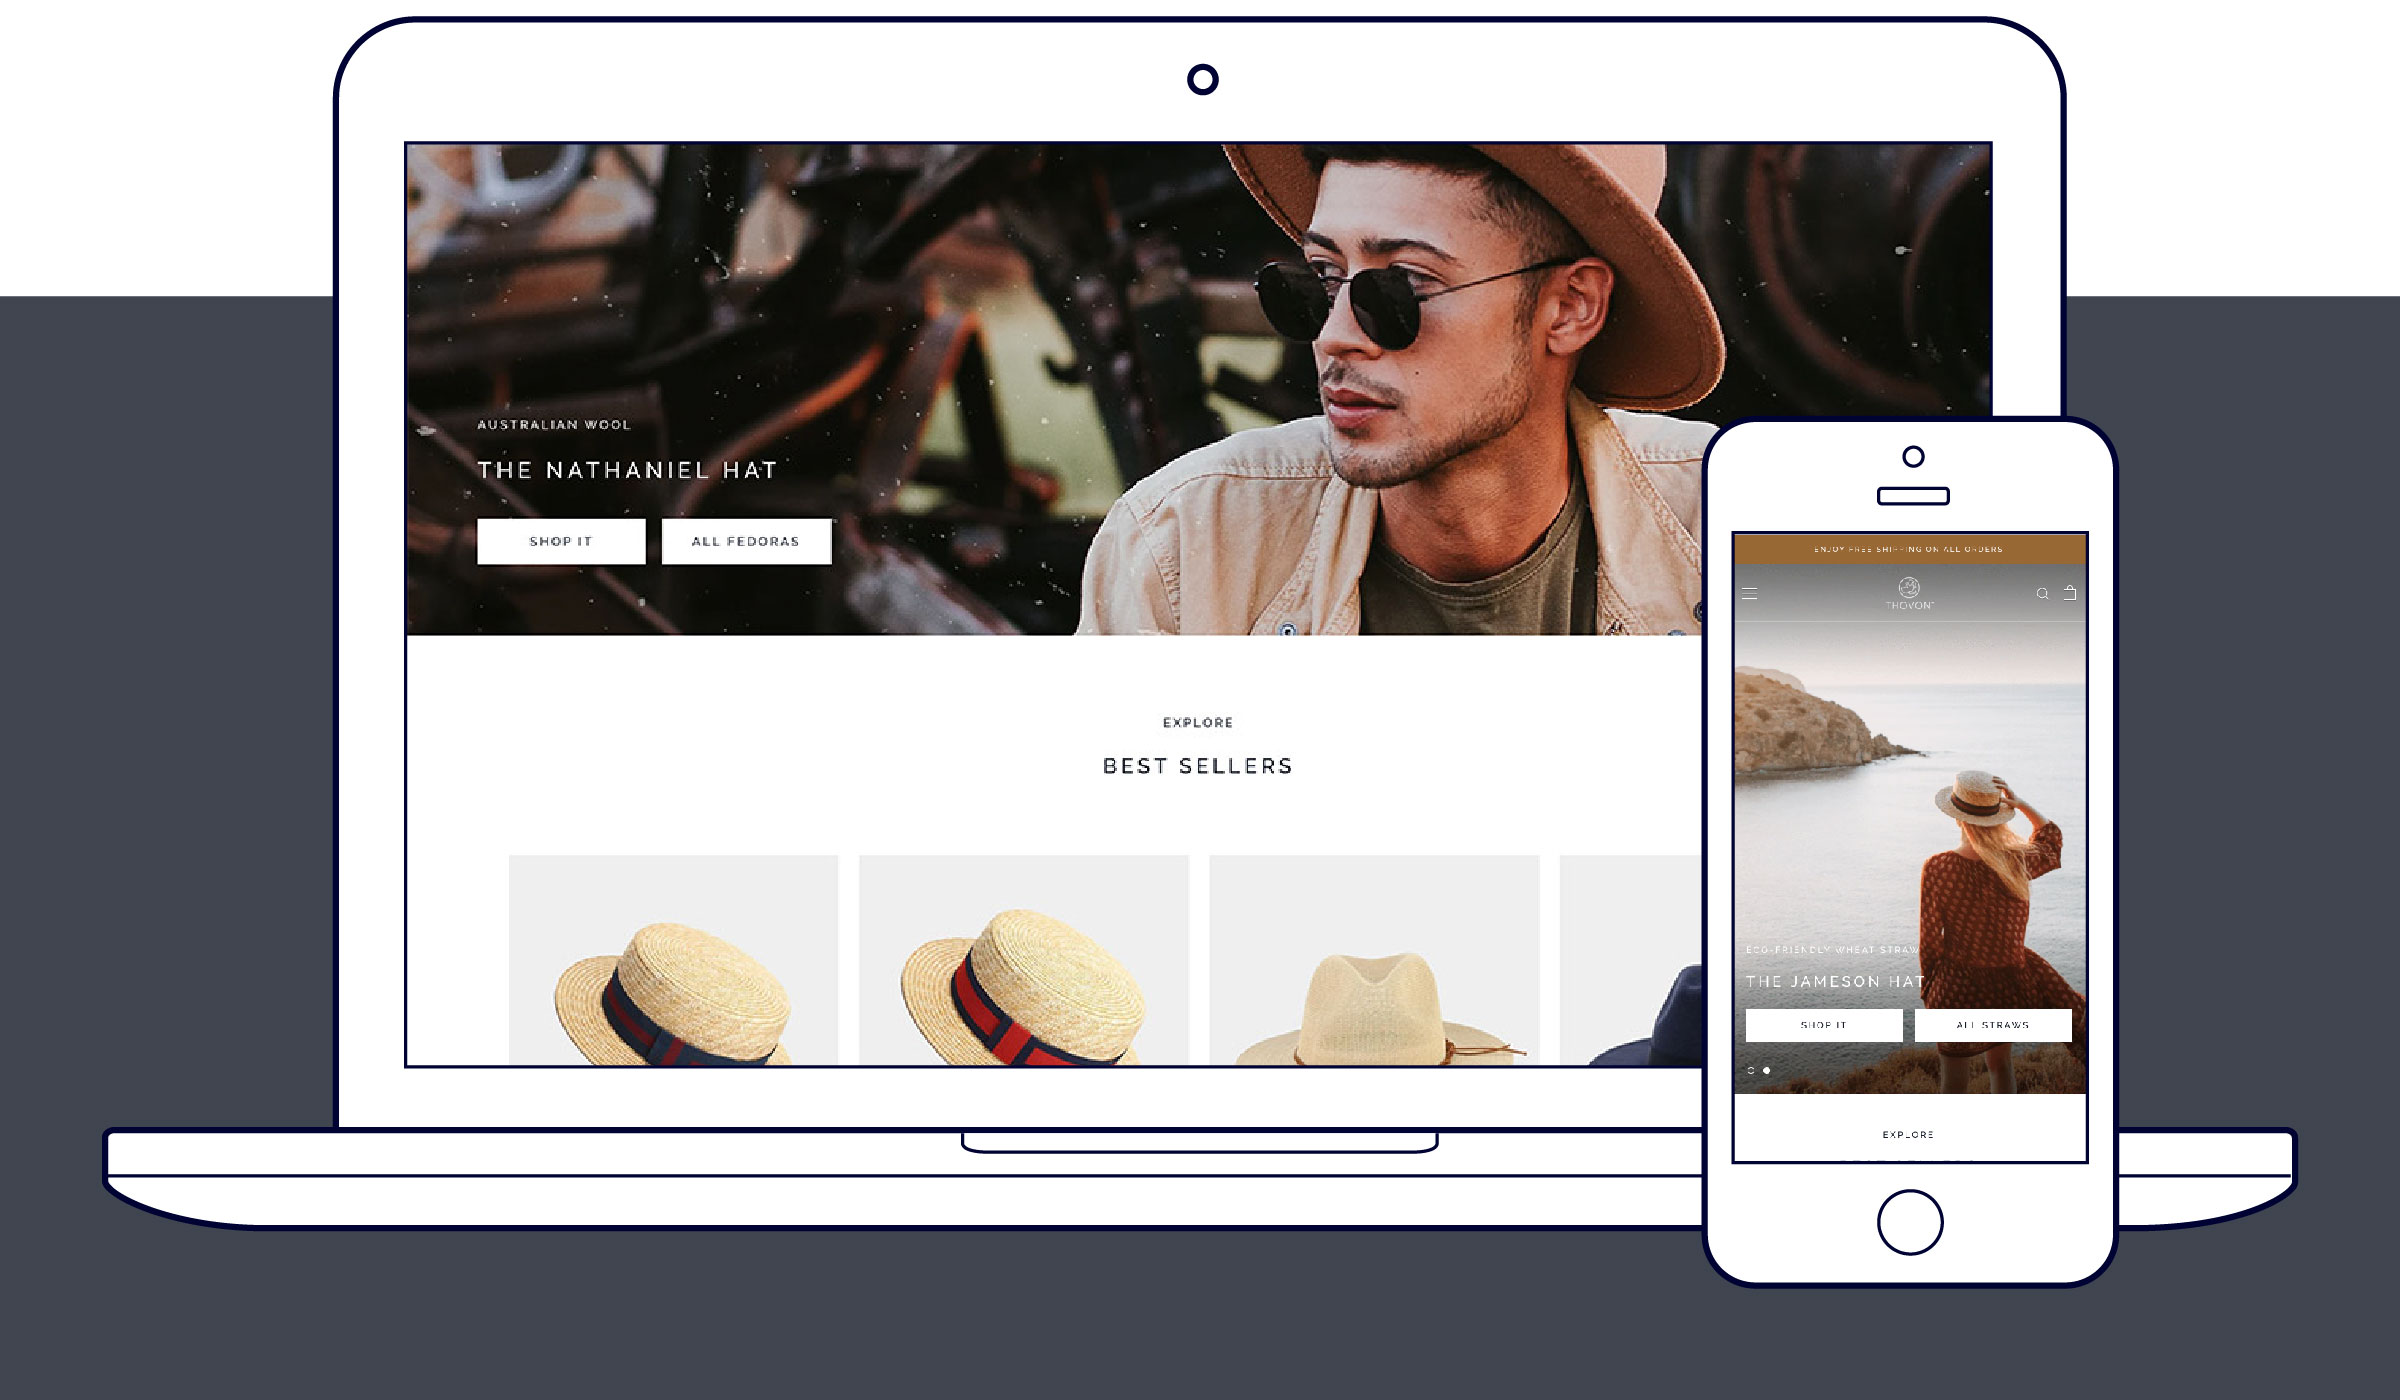 AUSTRALIAN WOOL
THE NATHANIEL HAT
SHOP IT
ALL FEDORAS
EXPLORE
BEST SELLERS
ENJOY FREE SHIPPING ON ALL ORDERS
THOVONT
ECO-FRIENDLY WHEAT STRAW
THE JAMESON HAT
SHOP IT
ALL STRAWS
EXPLORE